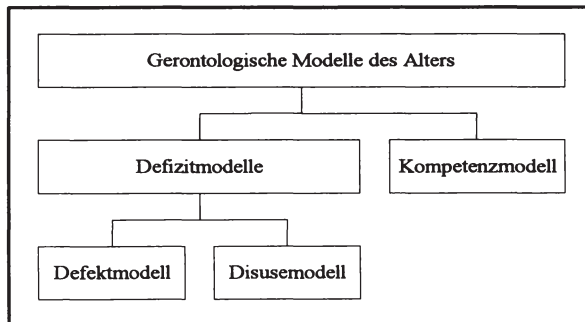 Gerontologische Modelle des Alters
Defizitmodelle
Kompetenzmodell
Defektmodell
Disusemodell